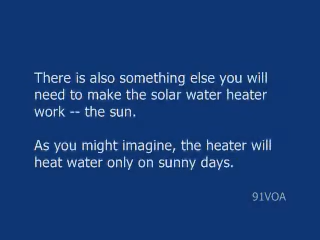 There is also something else you will
need to make the solar water heater
work -- the sun.
As you might imagine, the heater will
heat water only on sunny days.
91VOA